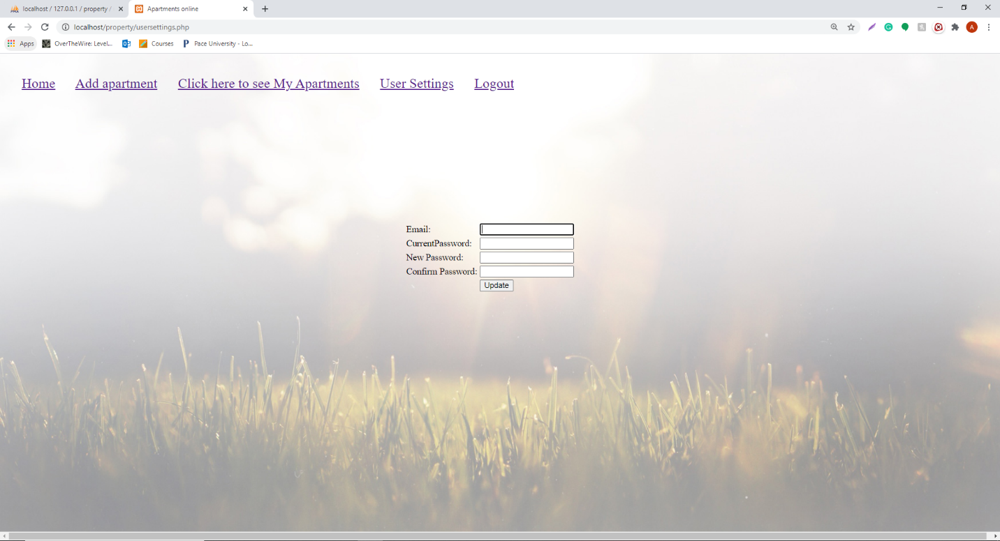 localhost / 127.0.0.1 / property /
Apartments online
localhost/property/usersettings.php
A
Apps OverTheWire: Level... Courses P Pace University - Lo...
Home Add apartment Click here to see My Apartments User Settings Logout
Email:
CurrentPassword:
New Password:
Confirm Password:
Update